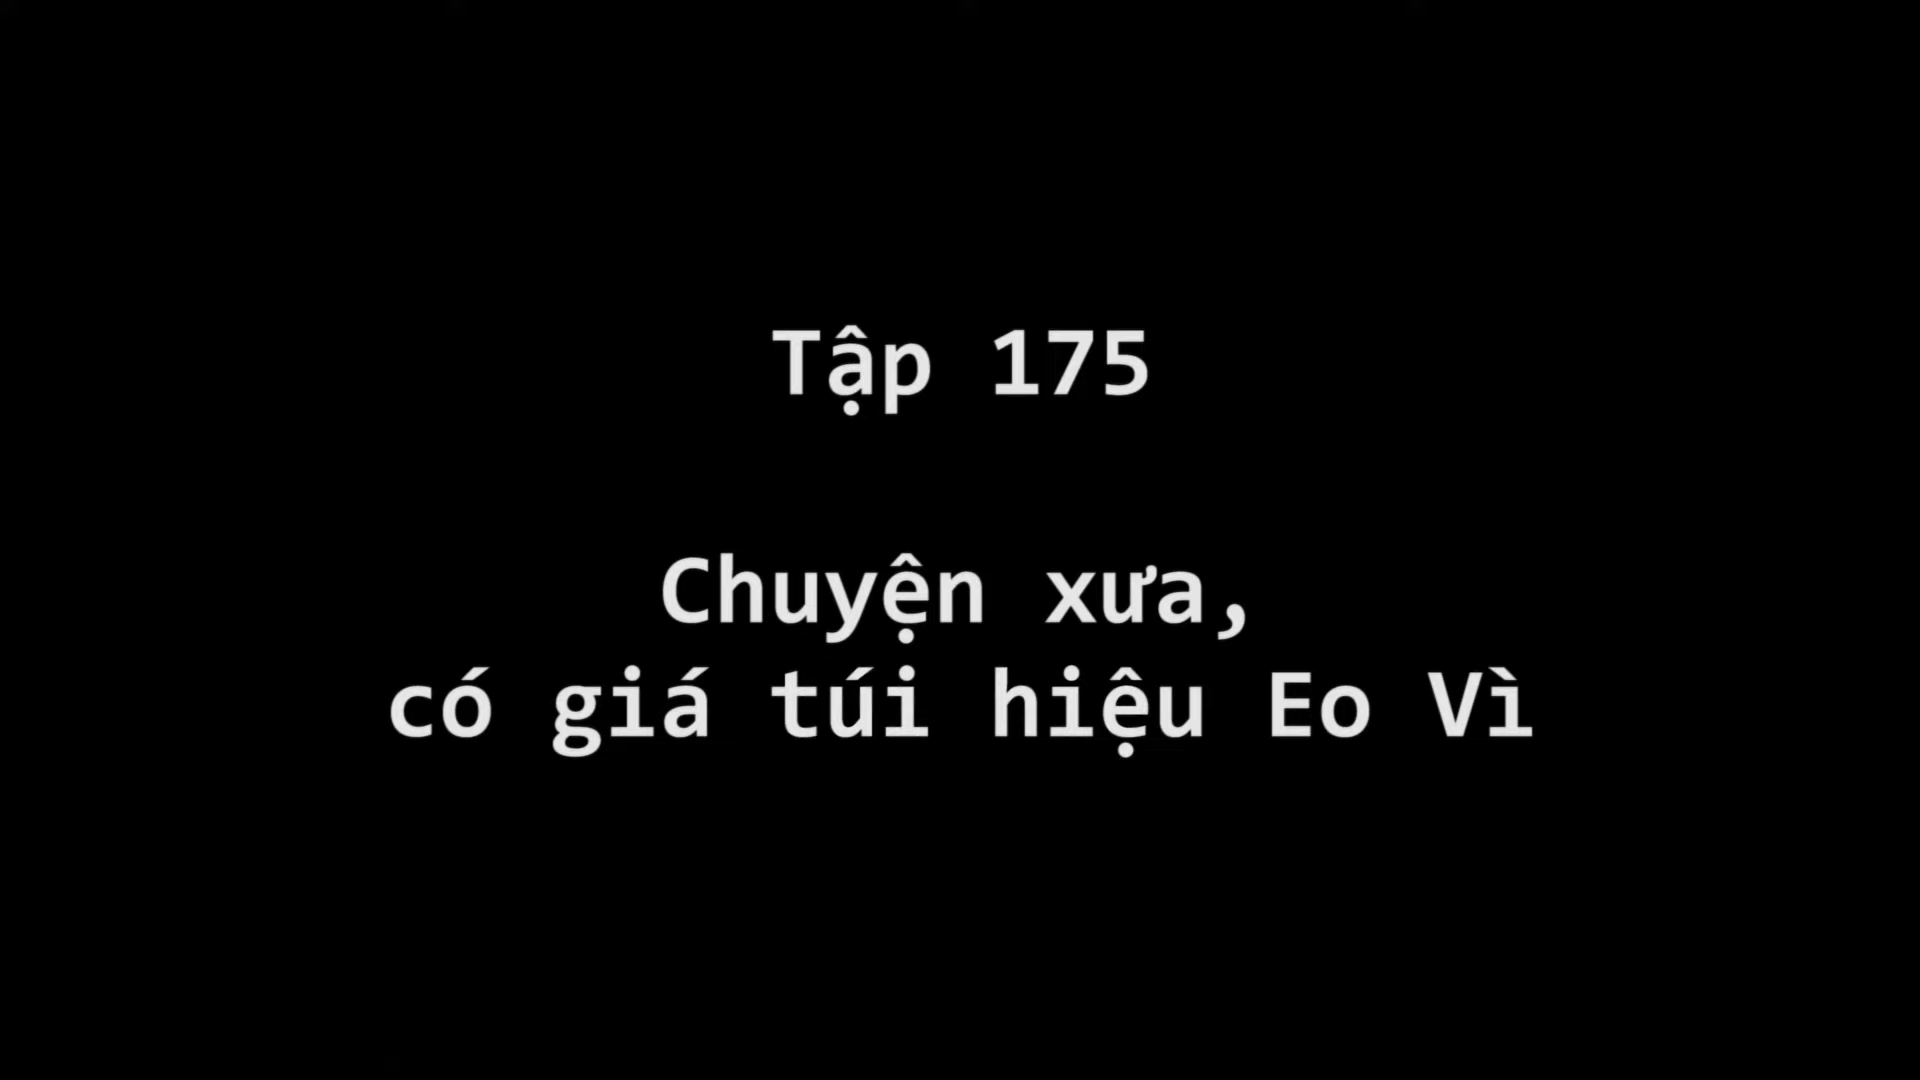 Tập 175
Chuyện xưa,
có giá túi hiệu Eo Vì